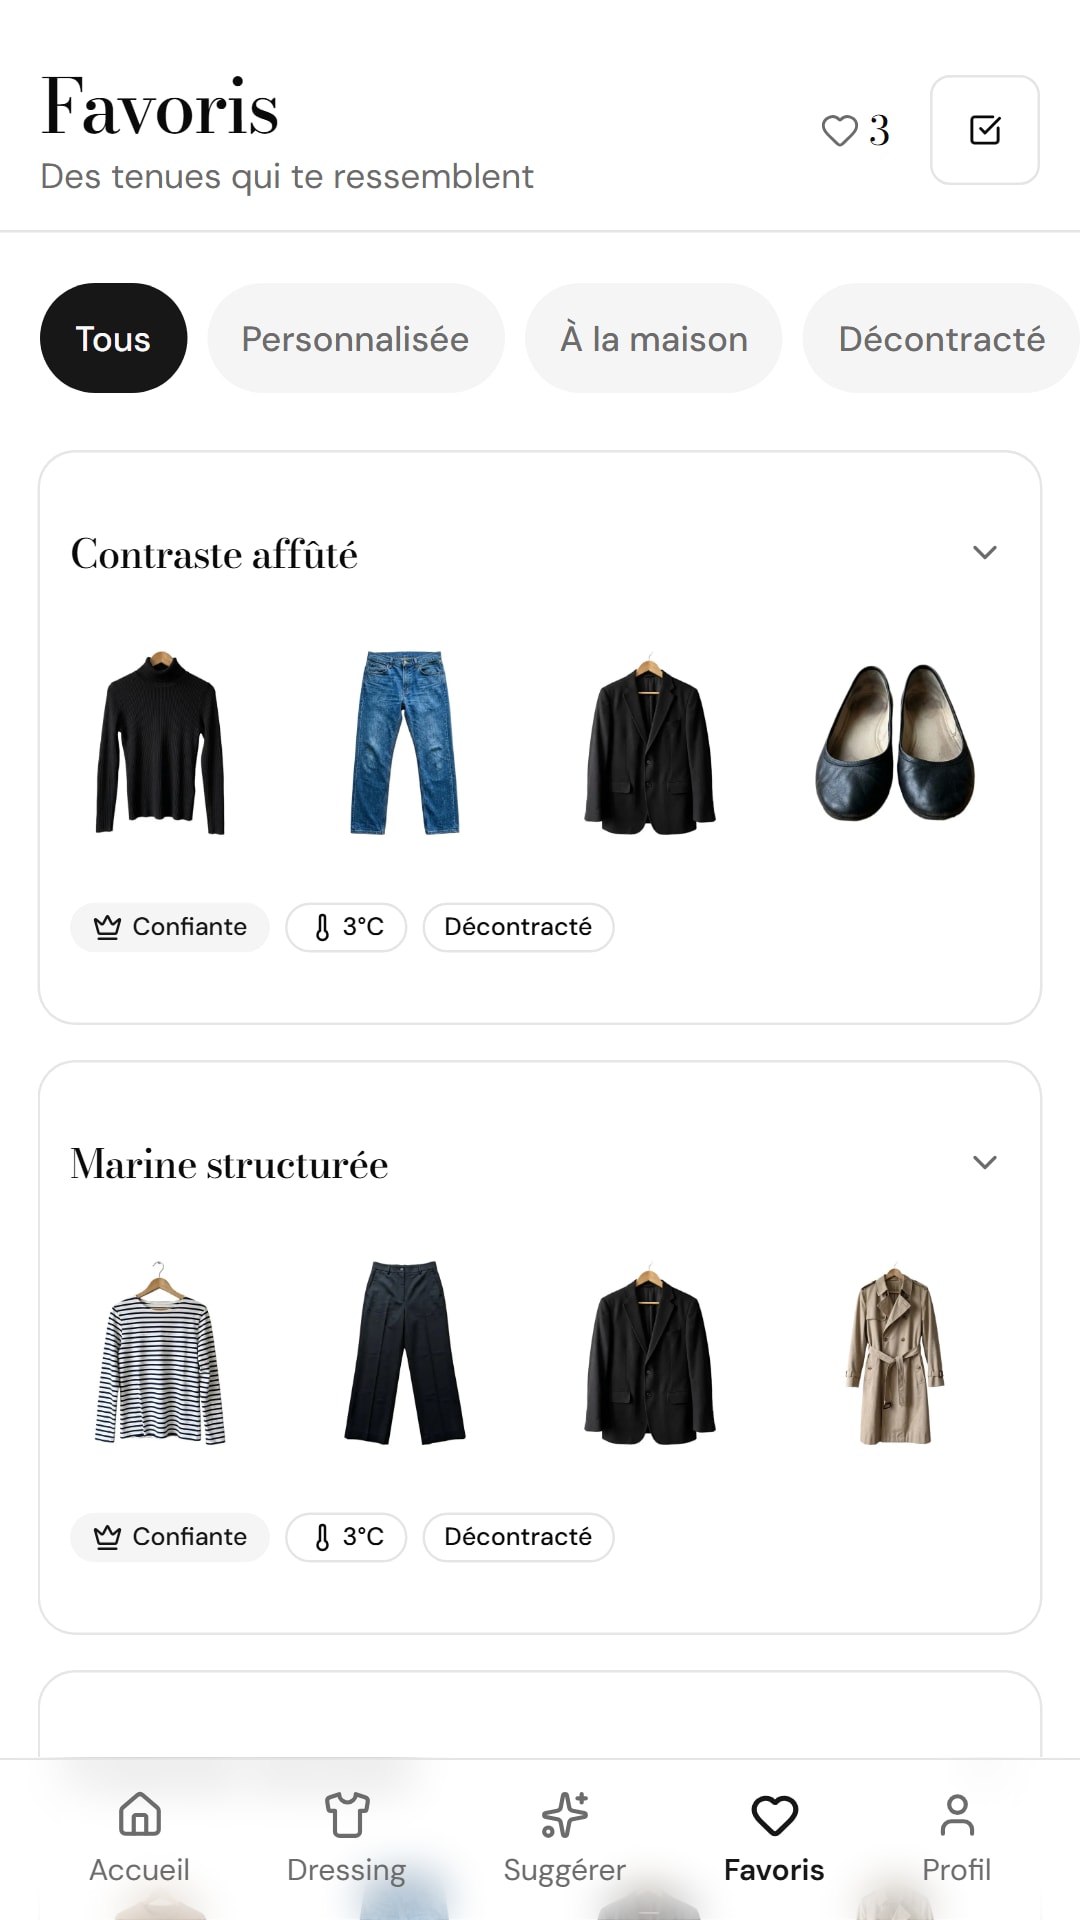 Favoris
3
Des tenues qui te ressemblent
Tous
Personnalisée
À la maison
Décontracté
Contraste affûté
Confiante
3°C
Décontracté
Marine structurée
Confiante
3°C
Décontracté
Accueil
Dressing
Suggérer
Favoris
Profil